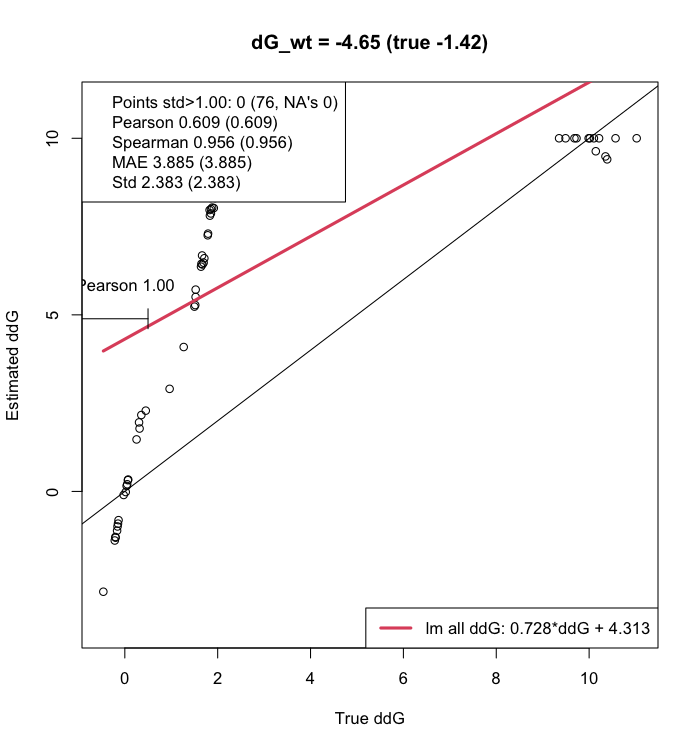 dG_wt = -4.65 (true -1.42)
Points std>1.00: 0 (76, NA's 0)
Pearson 0.609 (0.609)
Spearman 0.956 (0.956)
MAE 3.885 (3.885)
Std 2.383 (2.383)
Pearson 1.00
10
5
0
Estimated ddG
lm all ddG: 0.728*ddG + 4.313
0 2 4 6 8 10
True ddG